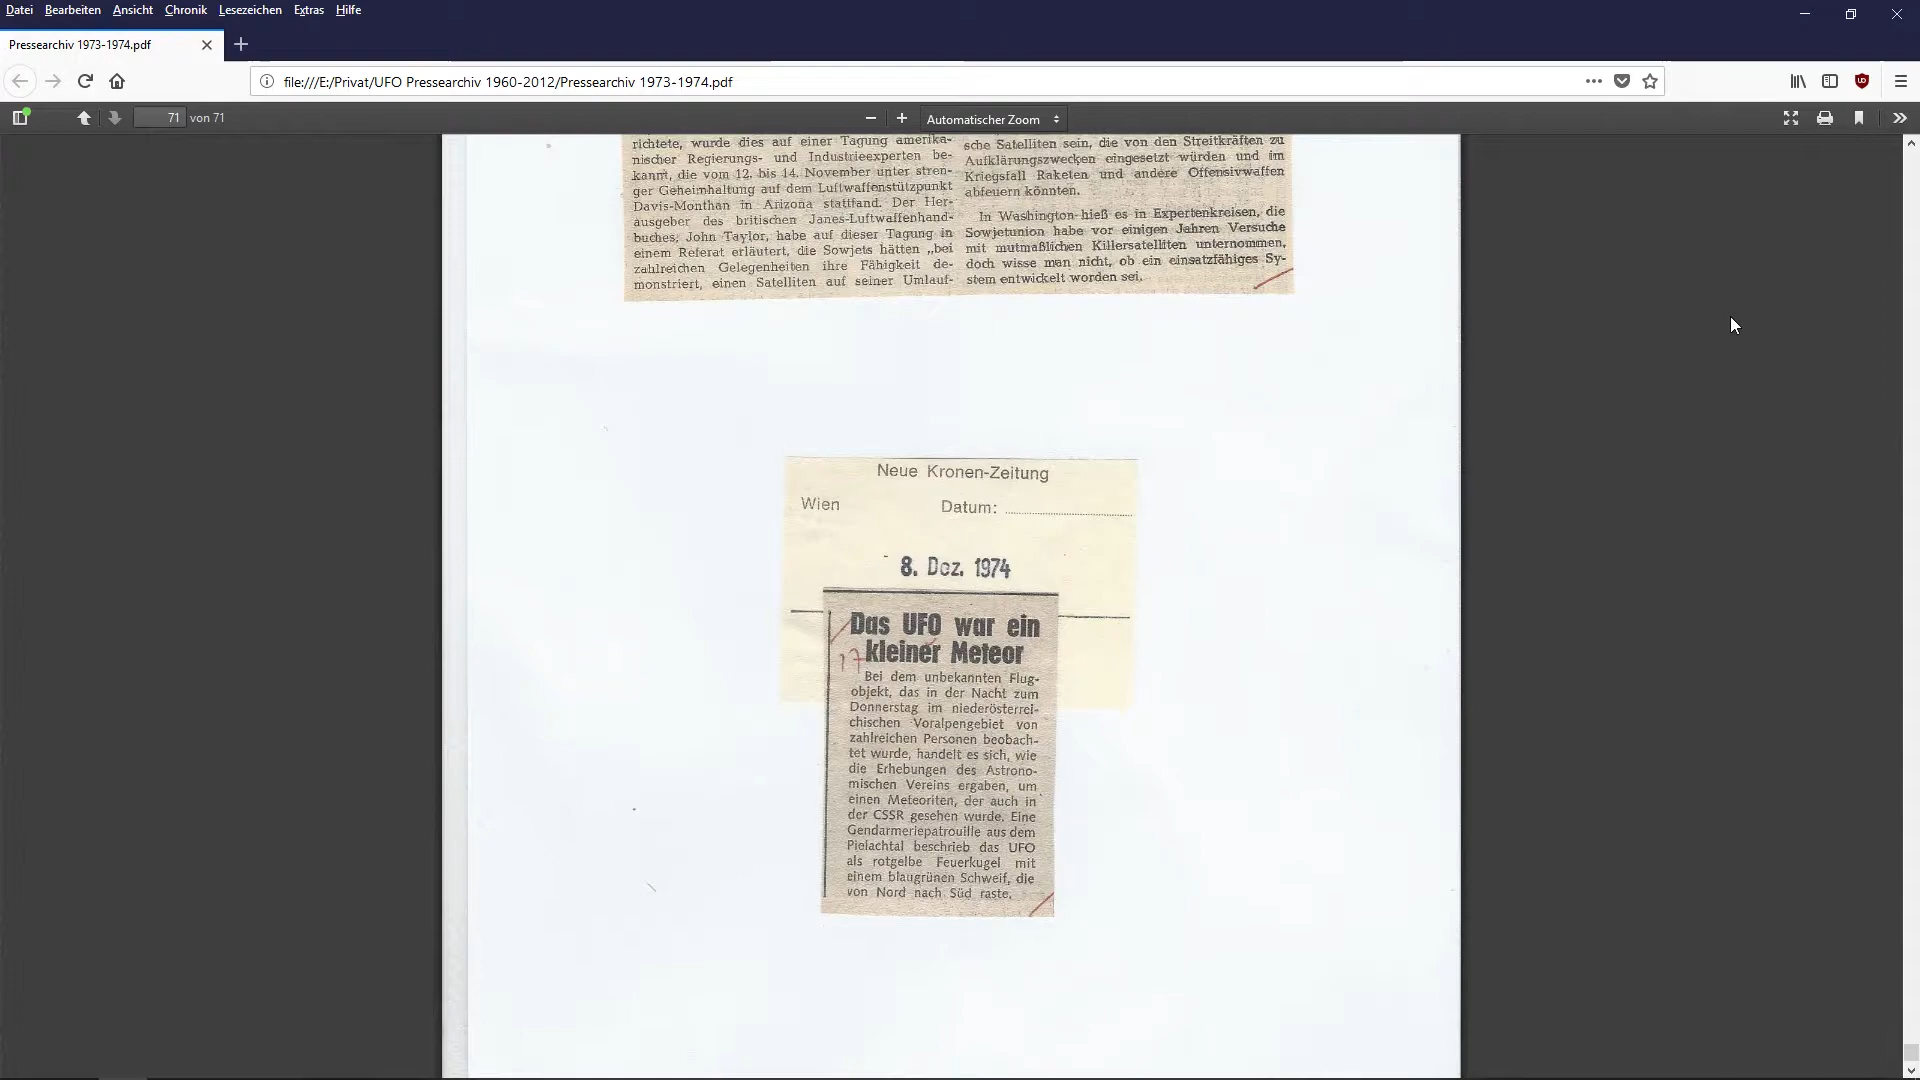 Datei Bearbeiten Ansicht Chronik Lesezeichen Extras Hilfe
Pressearchiv 1973-1974.pdf
file:///E:/Privat/UFO Pressearchiv 1960-2012/Pressearchiv 1973-1974.pdf
71 von 71
Automatischer Zoom
richtete, wurde dies auf einer Tagung amerika-
nischer Regierungs- und Industrieexperten be-
kannt, die vom 12. bis 14. November unter stren-
ger Geheimhaltung auf dem Luftwaffenstützpunkt
Davis-Monthan in Arizona stattfand. Der Her-
ausgeber des britischen Janes-Luftwaffenhand-
buches, John Taylor, habe auf dieser Tagung in
einem Referat erläutert, die Sowjets hätten „bei
zahlreichen Gelegenheiten ihre Fähigkeit de-
monstriert, einen Satelliten auf seiner Umlauf-
sche Satelliten sein, die von den Streitkräften zu
Aufklärungszwecken eingesetzt würden und im
Kriegsfall Raketen und andere Offensivwaffen
abfeuern könnten.
In Washington hieß es in Expertenkreisen, die
Sowjetunion habe vor einigen Jahren Versuche
mit mutmaßlichen Killersatelliten unternommen,
doch wisse man nicht, ob ein einsatzfähiges Sy-
stem entwickelt worden sei.
Neue Kronen-Zeitung
Wien Datum:
8. Dez. 1974
Das UFO war ein
17 kleiner Meteor
Bei dem unbekannten Flug-
objekt, das in der Nacht zum
Donnerstag im niederösterrei-
chischen Voralpengebiet von
zahlreichen Personen beobach-
tet wurde, handelt es sich, wie
die Erhebungen des Astrono-
mischen Vereins ergaben, um
einen Meteoriten, der auch in
der CSSR gesehen wurde. Eine
Gendarmeriepatrouille aus dem
Pielachtal beschrieb das UFO
als rotgelbe Feuerkugel mit
einem blaugrünen Schweif, die
von Nord nach Süd raste.